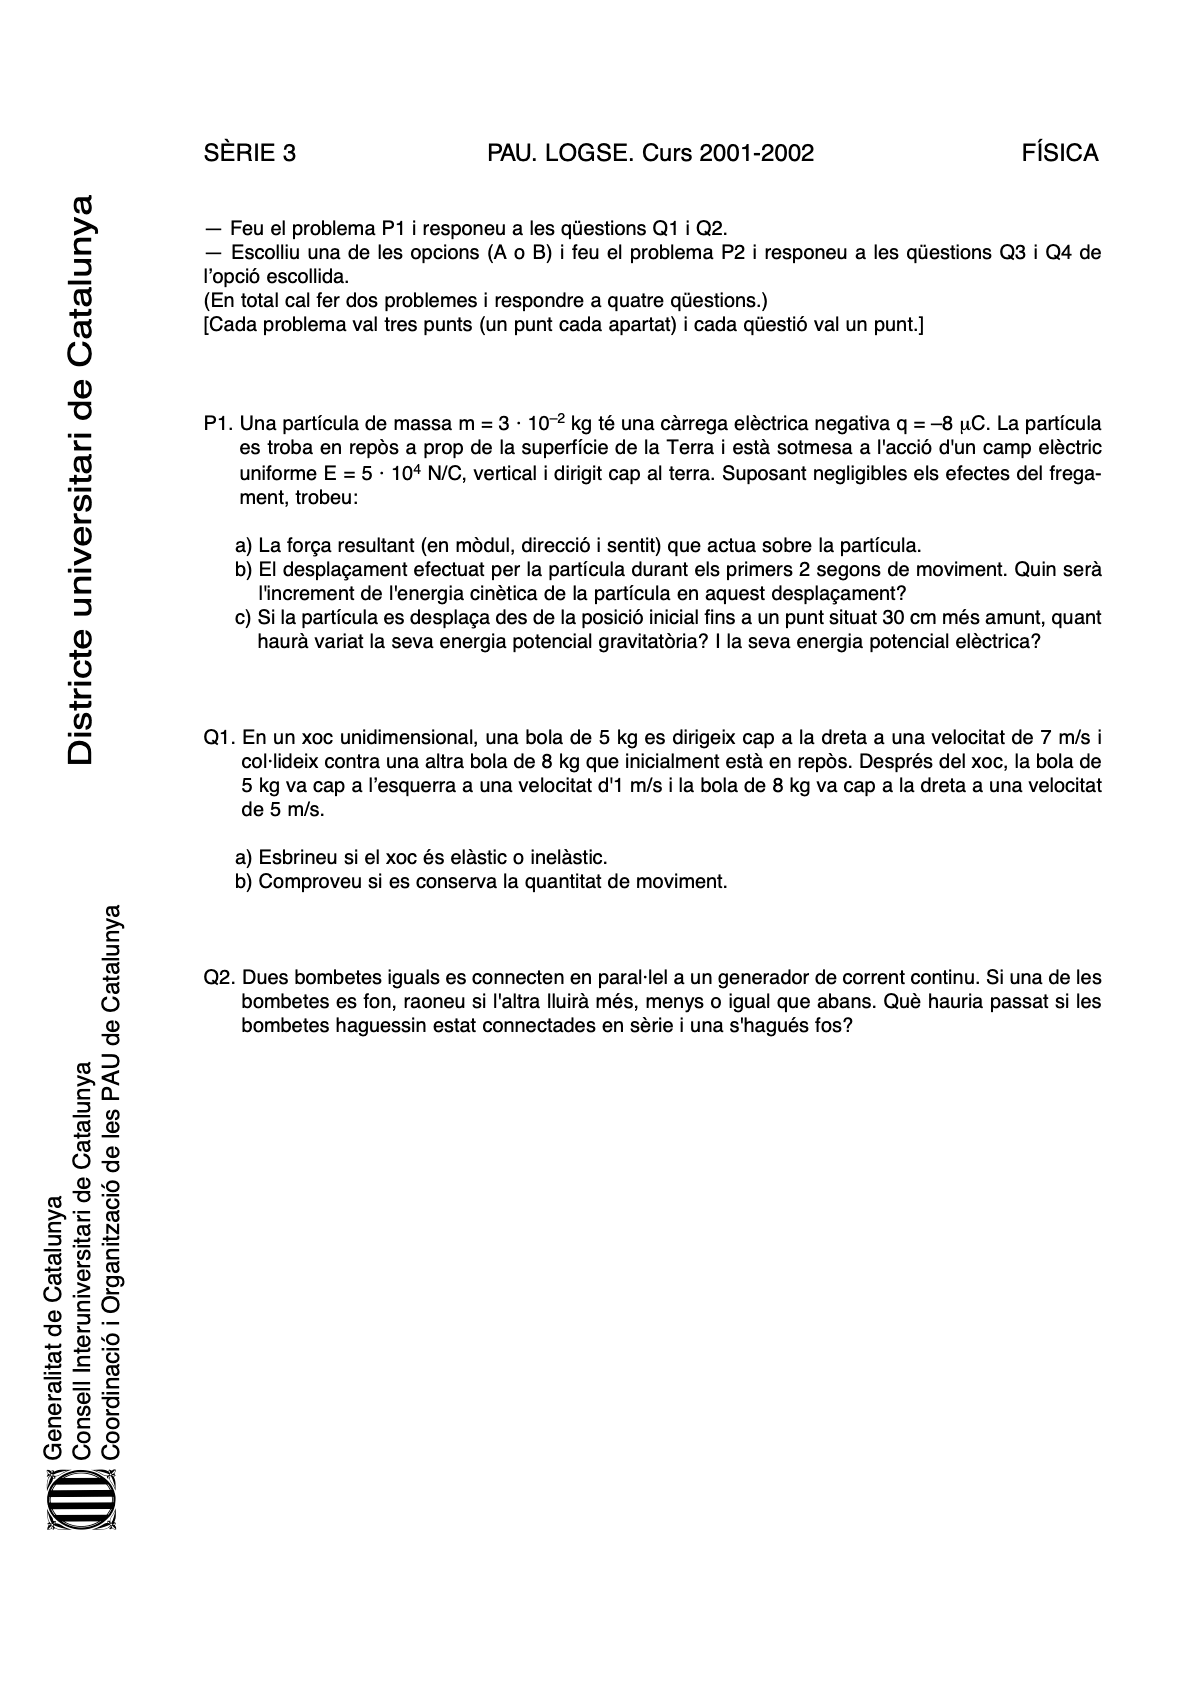 SÈRIE 3 PAU. LOGSE. Curs 2001-2002 FÍSICA
— Feu el problema P1 i responeu a les qüestions Q1 i Q2.
— Escolliu una de les opcions (A o B) i feu el problema P2 i responeu a les qüestions Q3 i Q4 de
l’opció escollida.
(En total cal fer dos problemes i respondre a quatre qüestions.)
[Cada problema val tres punts (un punt cada apartat) i cada qüestió val un punt.]
P1. Una partícula de massa m = 3 · 10⁻² kg té una càrrega elèctrica negativa q = –8 μC. La partícula
es troba en repòs a prop de la superfície de la Terra i està sotmesa a l'acció d'un camp elèctric
uniforme E = 5 · 10⁴ N/C, vertical i dirigit cap al terra. Suposant negligibles els efectes del frega-
ment, trobeu:
a) La força resultant (en mòdul, direcció i sentit) que actua sobre la partícula.
b) El desplaçament efectuat per la partícula durant els primers 2 segons de moviment. Quin serà
l'increment de l'energia cinètica de la partícula en aquest desplaçament?
c) Si la partícula es desplaça des de la posició inicial fins a un punt situat 30 cm més amunt, quant
haurà variat la seva energia potencial gravitatòria? I la seva energia potencial elèctrica?
Q1. En un xoc unidimensional, una bola de 5 kg es dirigeix cap a la dreta a una velocitat de 7 m/s i
col·lideix contra una altra bola de 8 kg que inicialment està en repòs. Després del xoc, la bola de
5 kg va cap a l’esquerra a una velocitat d'1 m/s i la bola de 8 kg va cap a la dreta a una velocitat
de 5 m/s.
a) Esbrineu si el xoc és elàstic o inelàstic.
b) Comproveu si es conserva la quantitat de moviment.
Q2. Dues bombetes iguals es connecten en paral·lel a un generador de corrent continu. Si una de les
bombetes es fon, raoneu si l'altra lluirà més, menys o igual que abans. Què hauria passat si les
bombetes haguessin estat connectades en sèrie i una s'hagués fos?
Districte universitari de Catalunya
Generalitat de Catalunya
Consell Interuniversitari de Catalunya
Coordinació i Organització de les PAU de Catalunya